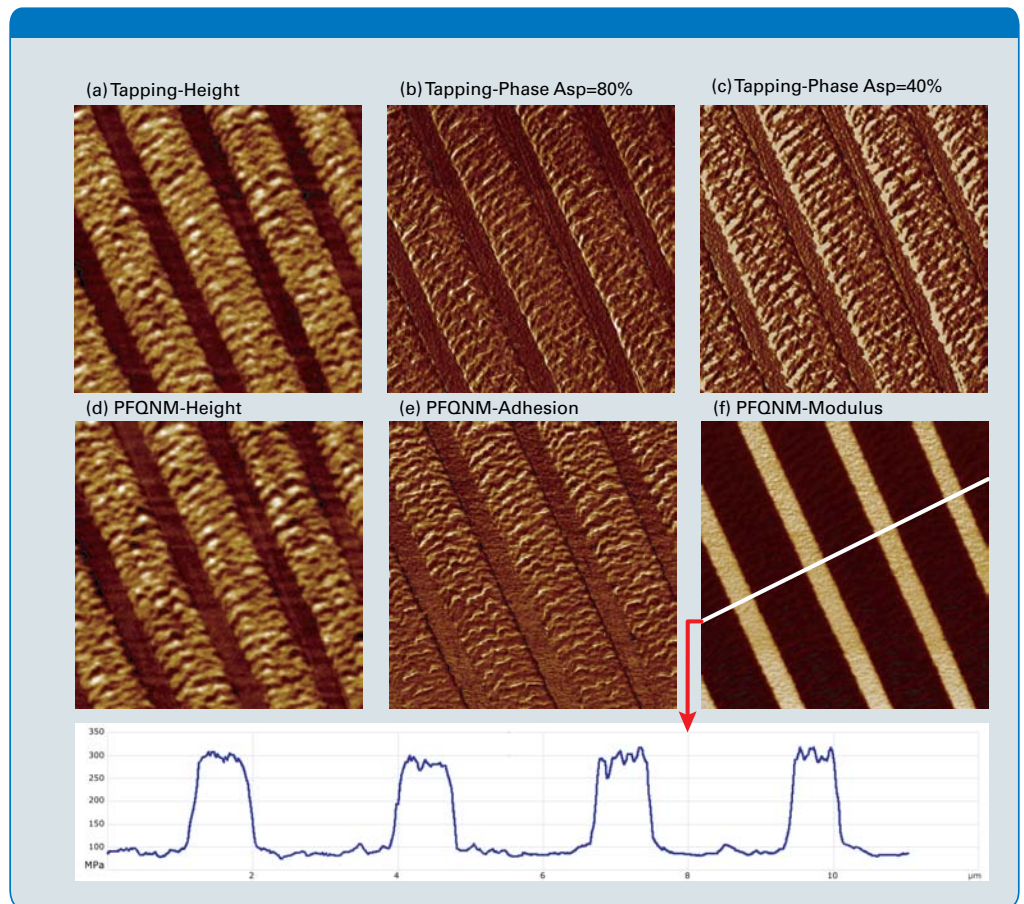 (a) Tapping-Height
(b) Tapping-Phase Asp=80%
(c) Tapping-Phase Asp=40%
(d) PFQNM-Height
(e) PFQNM-Adhesion
(f) PFQNM-Modulus
350
300
250
200
150
100
MPa
2
4
6
8
10
µm